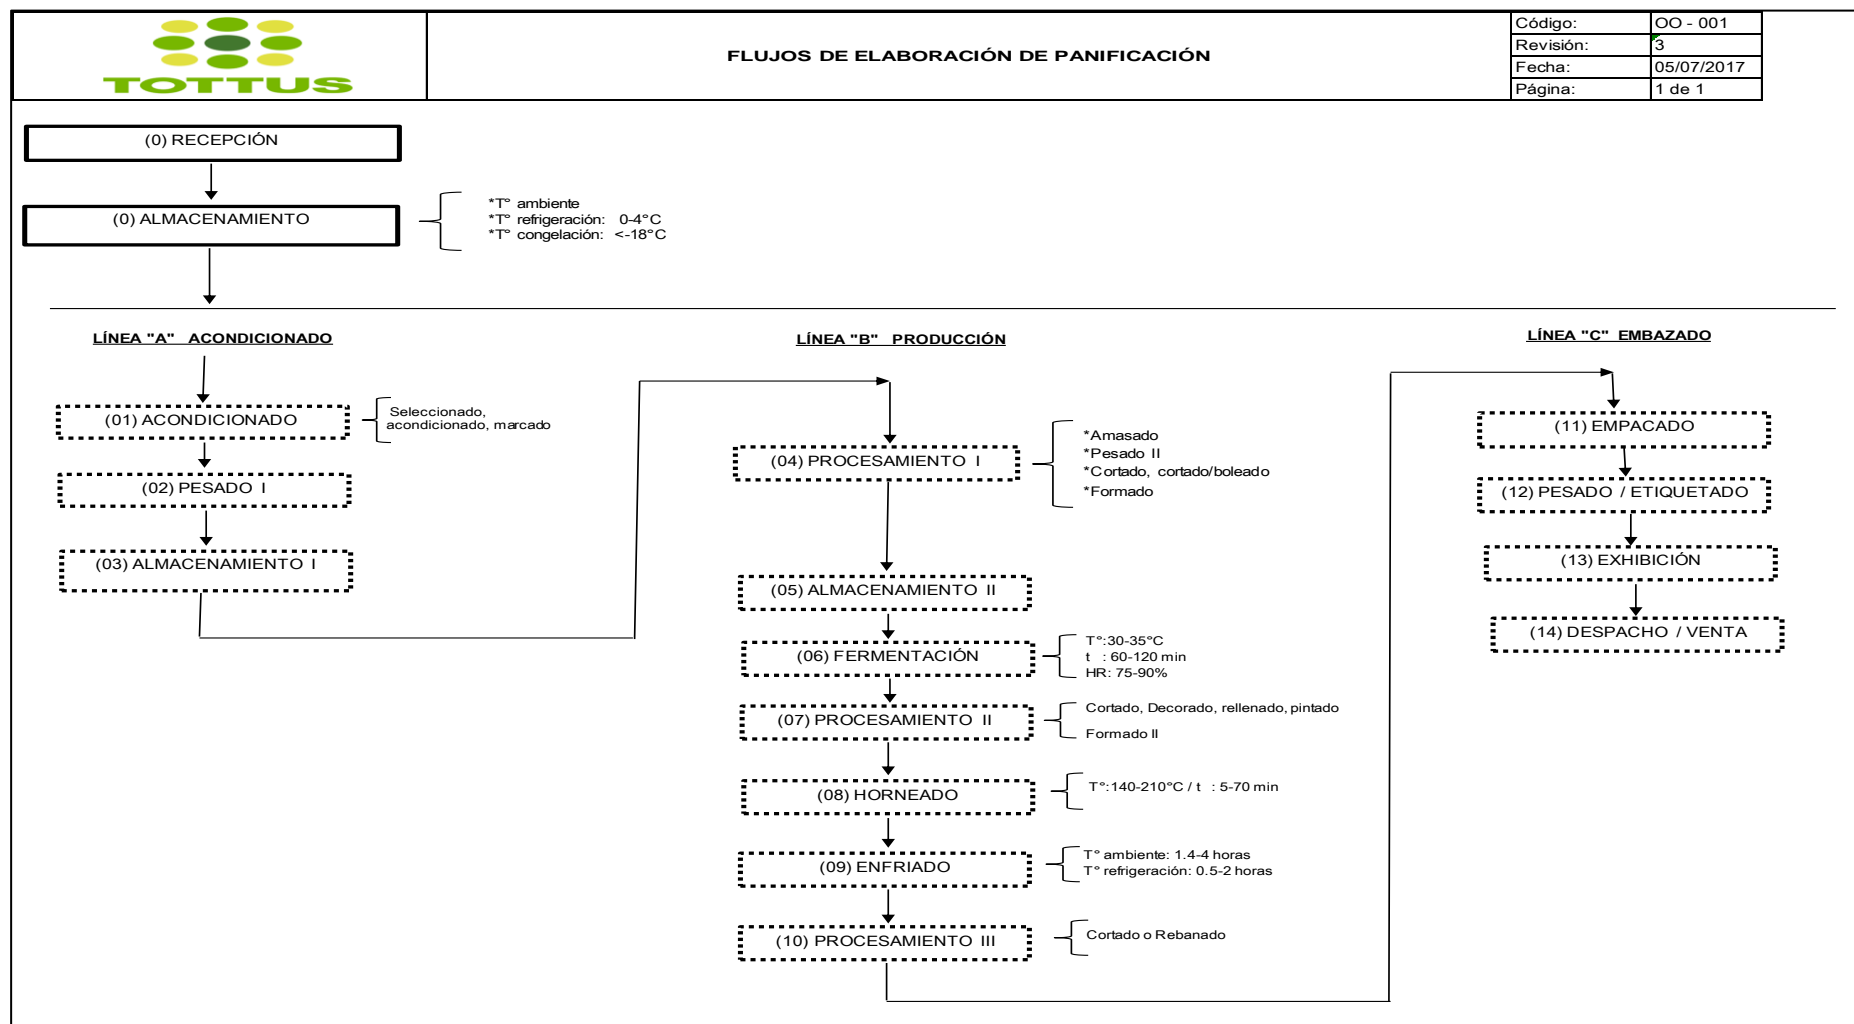 TOTTUS
FLUJOS DE ELABORACIÓN DE PANIFICACIÓN
Código: OO - 001
Revisión: 3
Fecha: 05/07/2017
Página: 1 de 1
(0) RECEPCIÓN
(0) ALMACENAMIENTO
*T° ambiente
*T° refrigeración: 0-4°C
*T° congelación: <-18°C
LÍNEA "A" ACONDICIONADO
(01) ACONDICIONADO
Seleccionado,
acondicionado, marcado
(02) PESADO I
(03) ALMACENAMIENTO I
LÍNEA "B" PRODUCCIÓN
(04) PROCESAMIENTO I
*Amasado
*Pesado II
*Cortado, cortado/boleado
*Formado
(05) ALMACENAMIENTO II
(06) FERMENTACIÓN
T°:30-35°C
t : 60-120 min
HR: 75-90%
(07) PROCESAMIENTO II
Cortado, Decorado, rellenado, pintado
Formado II
(08) HORNEADO
T°:140-210°C / t : 5-70 min
(09) ENFRIADO
T° ambiente: 1.4-4 horas
T° refrigeración: 0.5-2 horas
(10) PROCESAMIENTO III
Cortado o Rebanado
LÍNEA "C" EMBAZADO
(11) EMPACADO
(12) PESADO / ETIQUETADO
(13) EXHIBICIÓN
(14) DESPACHO / VENTA